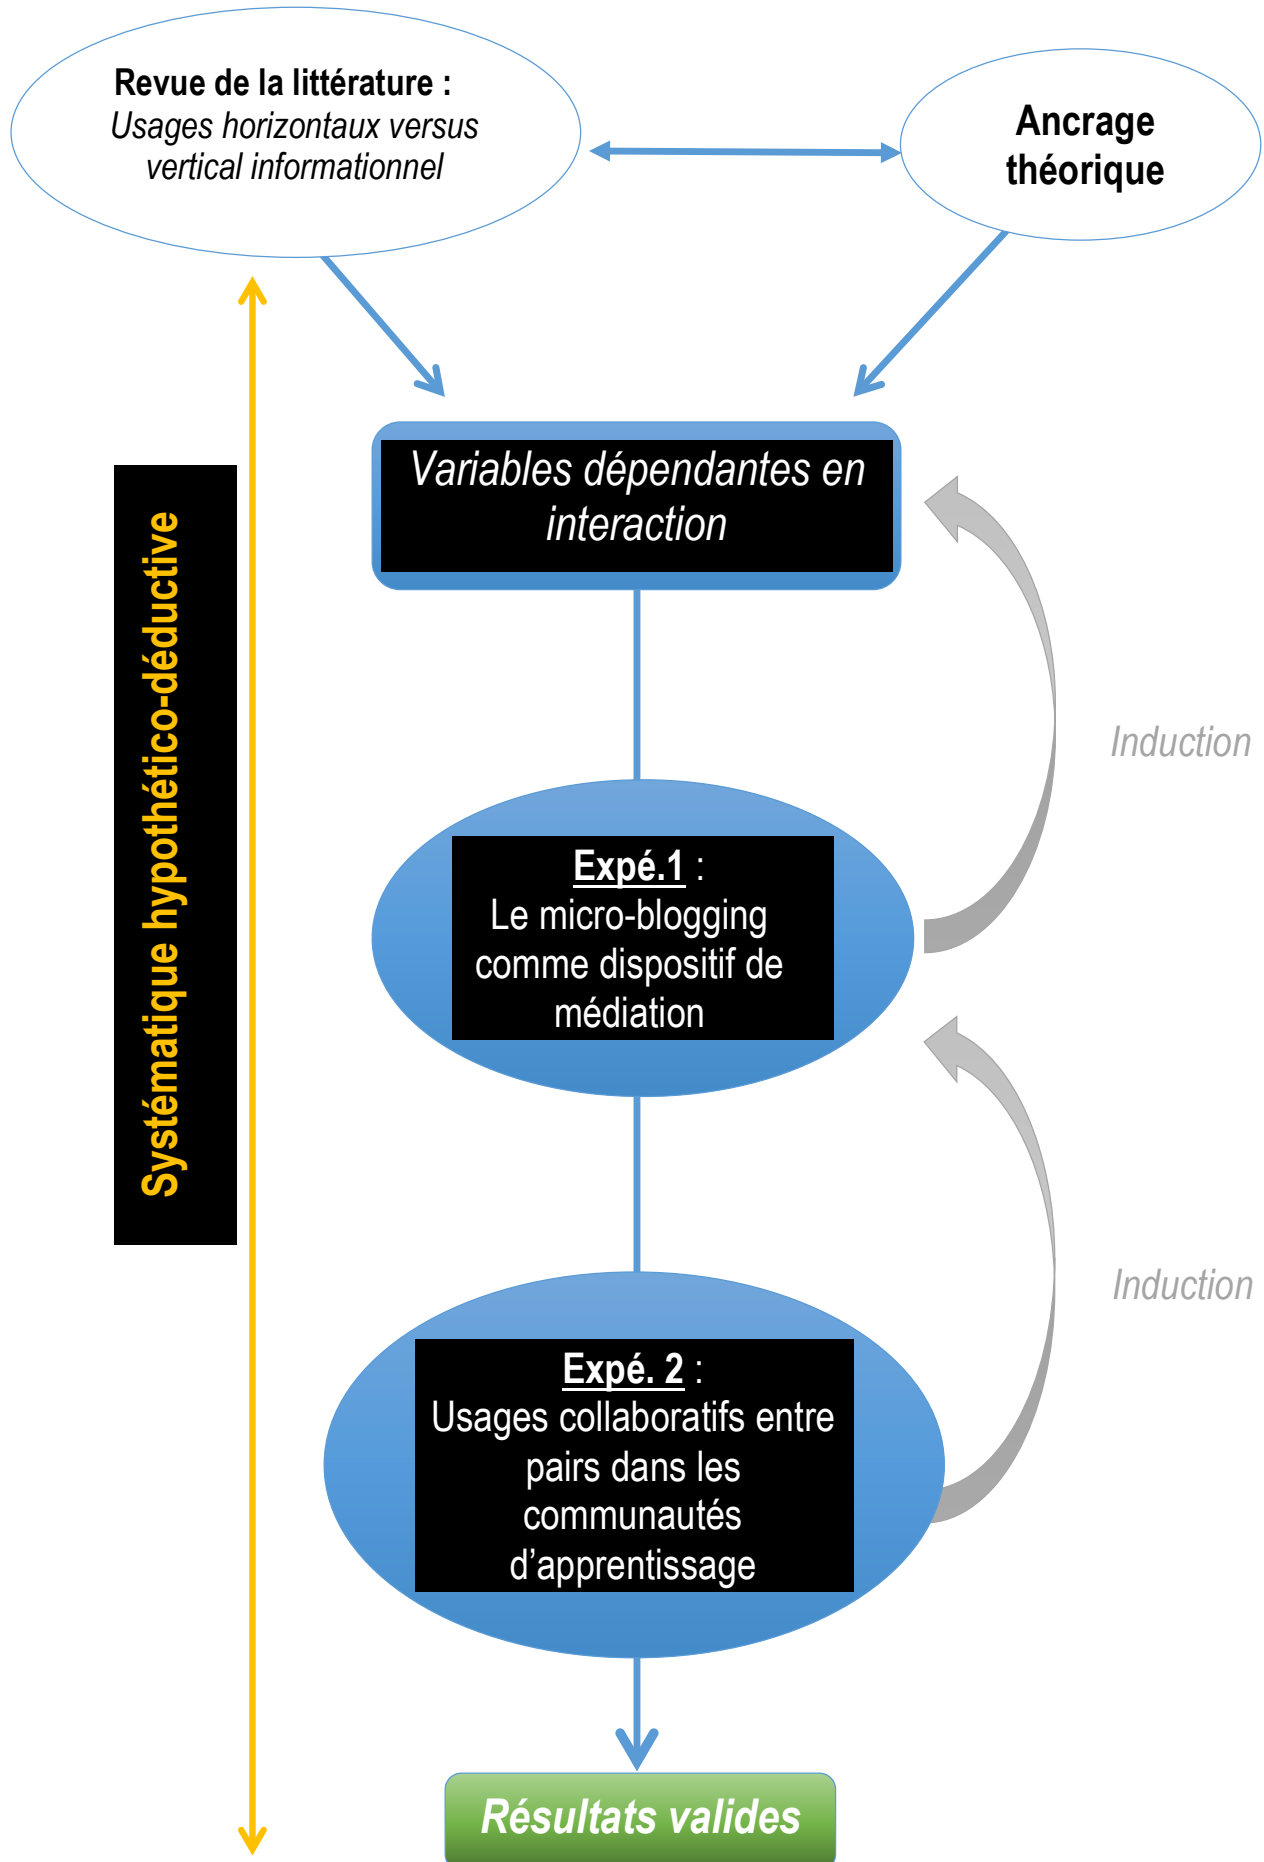 Revue de la littérature :
Usages horizontaux versus
vertical informationnel
Ancrage
théorique
Variables dépendantes en
interaction
Systématique hypothético-déductive
Induction
Expé.1 :
Le micro-blogging
comme dispositif de
médiation
Induction
Expé. 2 :
Usages collaboratifs entre
pairs dans les
communautés
d’apprentissage
Résultats valides